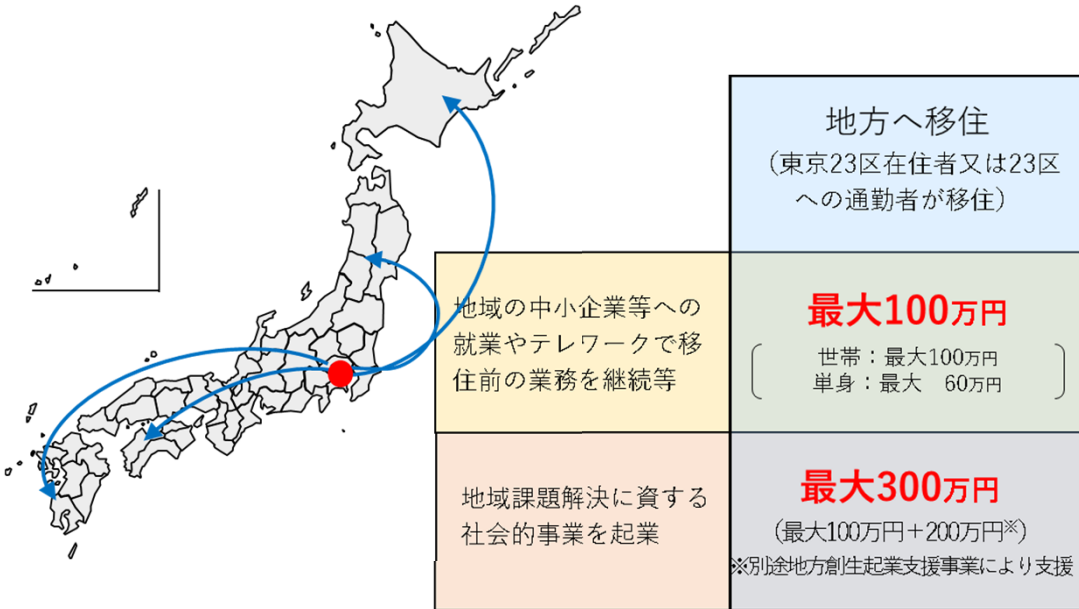 地方へ移住
（東京23区在住者又は23区
への通勤者が移住）
地域の中小企業等への
就業やテレワークで移
住前の業務を継続等
最大100万円
世帯：最大100万円
単身：最大　60万円
地域課題解決に資する
社会的事業を起業
最大300万円
（最大100万円＋200万円※）
※別途地方創生起業支援事業により支援